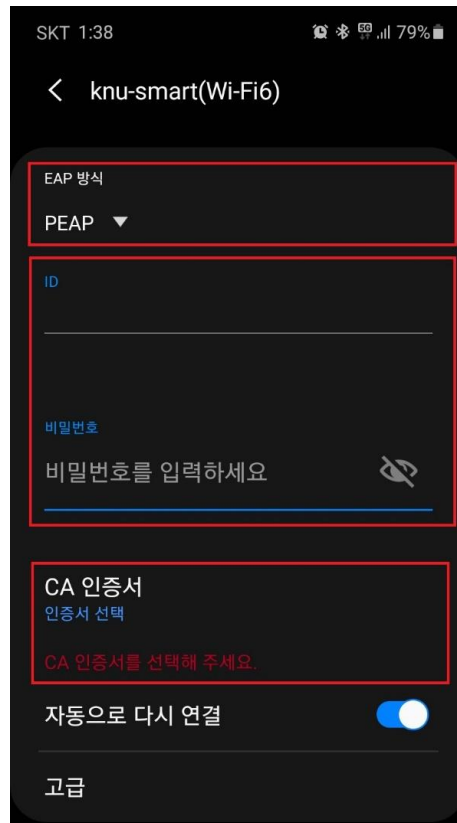 SKT 1:38 5G 79%
knu-smart(Wi-Fi6)
EAP 방식
PEAP
ID
비밀번호
비밀번호를 입력하세요
CA 인증서
인증서 선택
CA 인증서를 선택해 주세요.
자동으로 다시 연결
고급